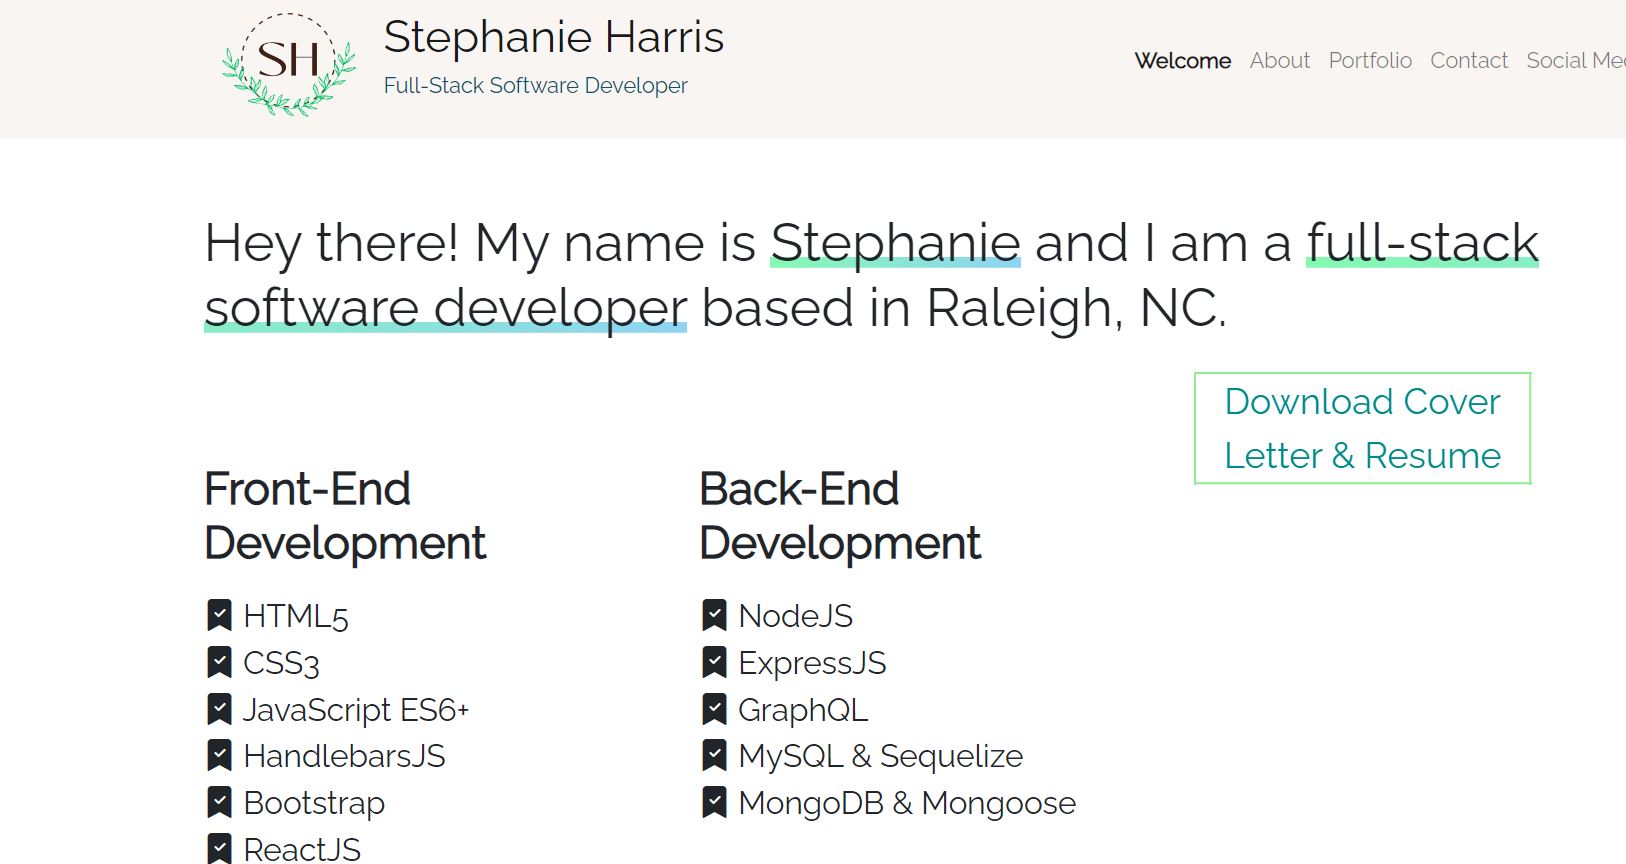 SH
Stephanie Harris
Full-Stack Software Developer
Welcome About Portfolio Contact Social Me
Hey there! My name is Stephanie and I am a full-stack
software developer based in Raleigh, NC.
Download Cover
Letter & Resume
Front-End
Development
HTML5
CSS3
JavaScript ES6+
HandlebarsJS
Bootstrap
ReactJS
Back-End
Development
NodeJS
ExpressJS
GraphQL
MySQL & Sequelize
MongoDB & Mongoose